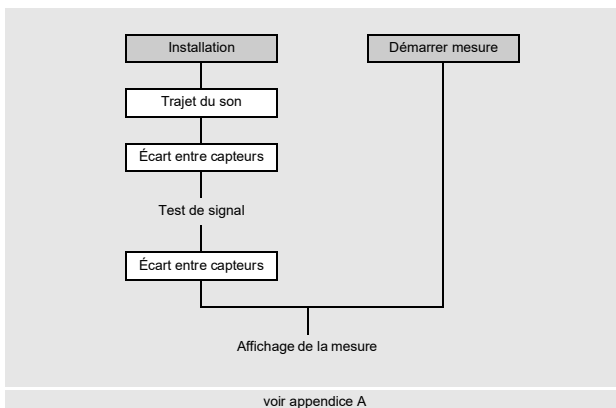 Installation
Démarrer mesure
Trajet du son
Écart entre capteurs
Test de signal
Écart entre capteurs
Affichage de la mesure
voir appendice A